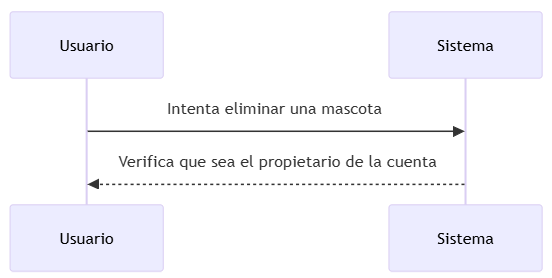 Usuario
Sistema
Intenta eliminar una mascota
Verifica que sea el propietario de la cuenta
Usuario
Sistema